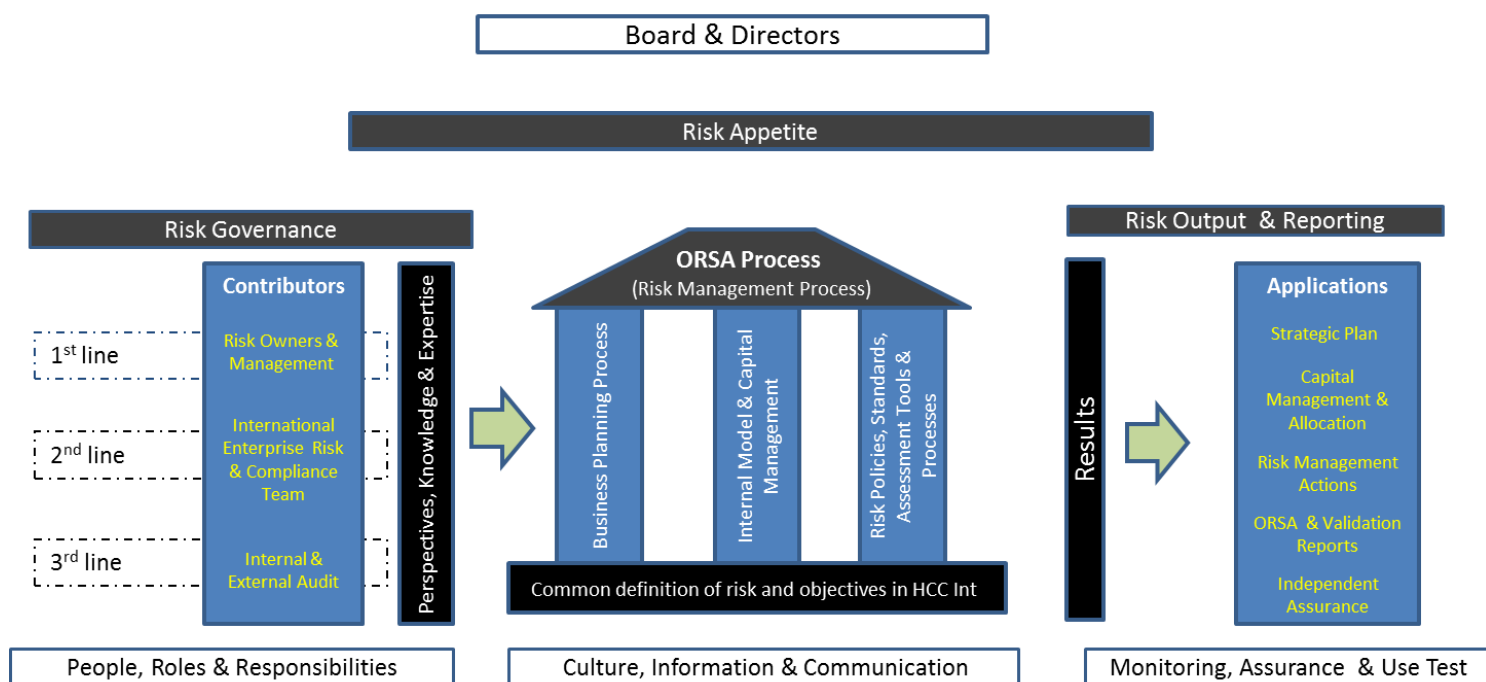 Board & Directors
Risk Appetite
Risk Governance
Contributors
1st line
Risk Owners &
Management
2nd line
International
Enterprise Risk
& Compliance
Team
3rd line
Internal &
External Audit
Perspectives, Knowledge & Expertise
People, Roles & Responsibilities
ORSA Process
(Risk Management Process)
Business Planning Process
Internal Model & Capital
Management
Risk Policies, Standards,
Assessment Tools &
Processes
Common definition of risk and objectives in HCC Int
Culture, Information & Communication
Risk Output & Reporting
Results
Applications
Strategic Plan
Capital
Management &
Allocation
Risk Management
Actions
ORSA & Validation
Reports
Independent
Assurance
Monitoring, Assurance & Use Test